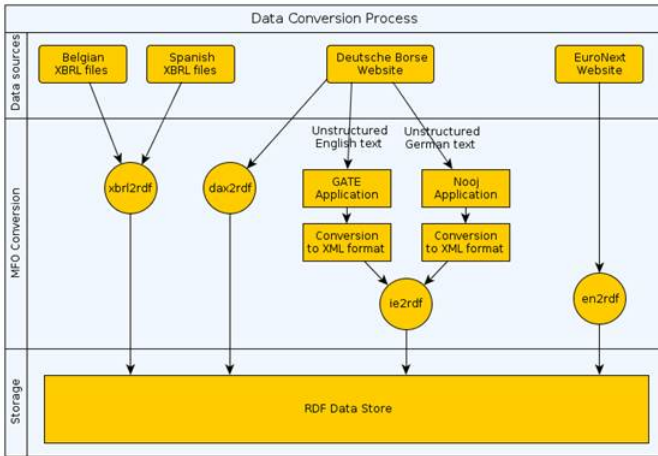 Data Conversion Process
Data sources
Belgian
XBRL files
Spanish
XBRL files
Deutsche Borse
Website
EuroNext
Website
MFO Conversion
Unstructured
English text
Unstructured
German text
xbrl2rdf
dax2rdf
GATE
Application
Nooj
Application
Conversion
to XML format
Conversion
to XML format
ie2rdf
en2rdf
Storage
RDF Data Store